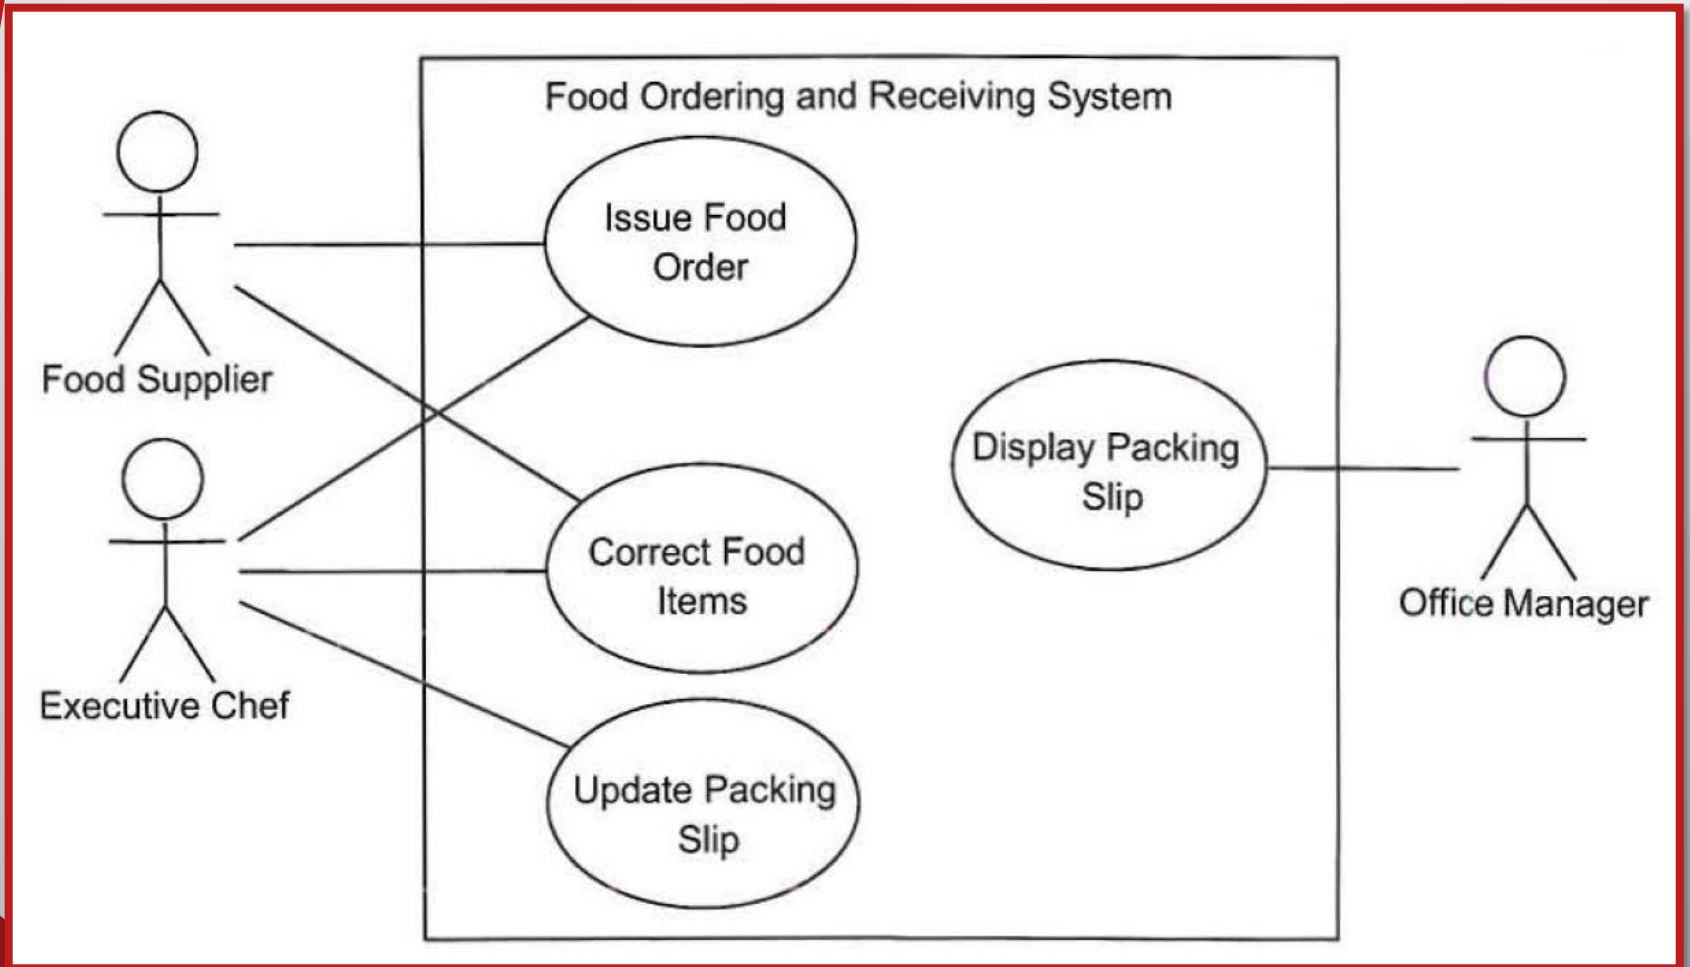 Food Ordering and Receiving System
Issue Food
Order
Food Supplier
Display Packing
Slip
Correct Food
Items
Office Manager
Executive Chef
Update Packing
Slip